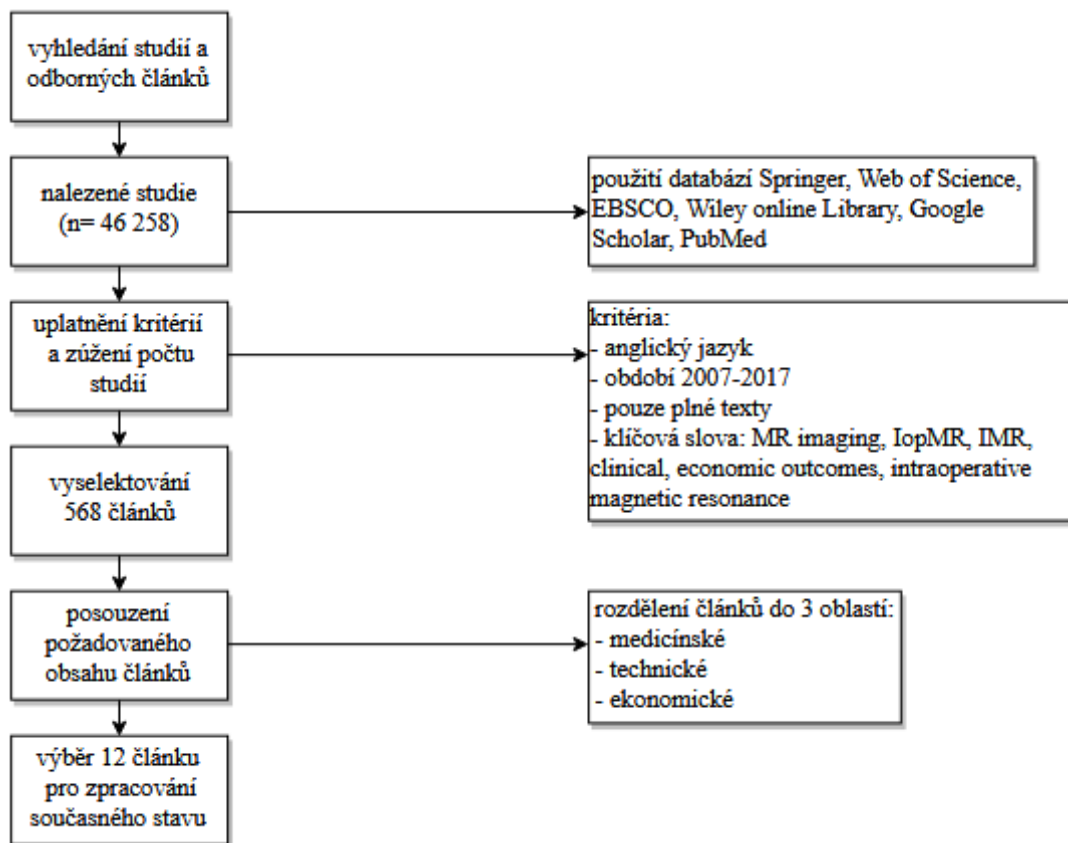 vyhledání studií a
odborných článků
nalezené studie
(n= 46 258)
použití databází Springer, Web of Science,
EBSCO, Wiley online Library, Google
Scholar, PubMed
uplatnění kritérií
a zúžení počtu
studií
kritéria:
- anglický jazyk
- období 2007-2017
- pouze plné texty
- klíčová slova: MR imaging, IopMR, IMR,
clinical, economic outcomes, intraoperative
magnetic resonance
vyselektování
568 článků
posouzení
požadovaného
obsahu článků
rozdělení článků do 3 oblastí:
- medicínské
- technické
- ekonomické
výběr 12 článku
pro zpracování
současného stavu